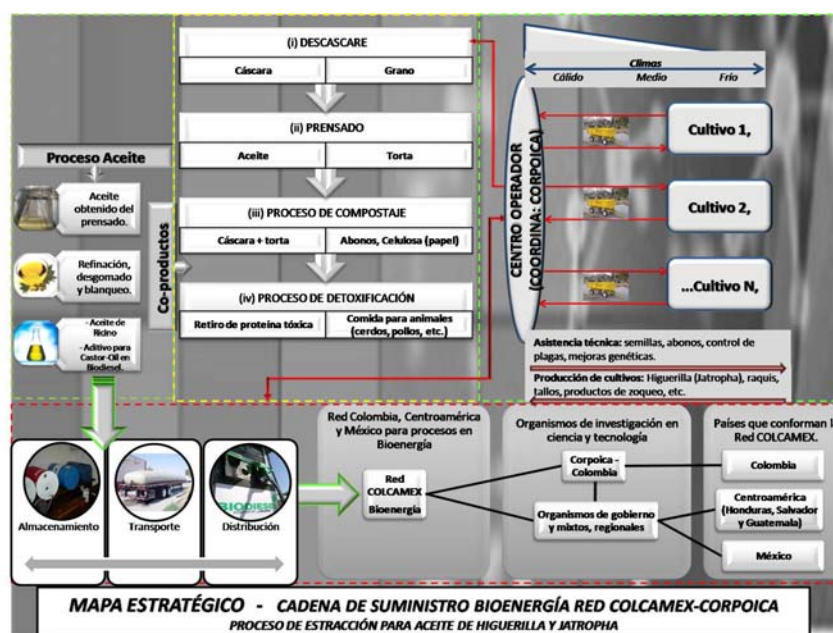 (i) DESCASCARE
Cáscara
Grano
(ii) PRENSADO
Aceite
Torta
(iii) PROCESO DE COMPOSTAJE
Cáscara + torta
Abonos, Celulosa (papel)
(iv) PROCESO DE DETOXIFICACIÓN
Retiro de proteína tóxica
Comida para animales
(cerdos, pollos, etc.)
Proceso Aceite
Aceite
obtenido del
prensado.
Refinación,
desgomado
y blanqueo.
- Aceite de
Ricino
- Aditivo para
Castor-Oil en
Biodiesel.
Co-productos
CENTRO OPERADOR
(COORDINA: CORPOICA)
Climas
Cálido
Medio
Frío
Cultivo 1,
Cultivo 2,
...Cultivo N,
Asistencia técnica: semillas, abonos, control de
plagas, mejoras genéticas.
Producción de cultivos: Higuerilla (Jatropha), raquis,
tallos, productos de zoqueo, etc.
Almacenamiento
Transporte
BIODIES
Distribución
Red Colombia, Centroamérica
y México para procesos en
Bioenergía
Red
COLCAMEX
Bioenergía
Organismos de investigación en
ciencia y tecnología
Corpoica -
Colombia
Organismos de gobierno
y mixtos, regionales
Países que conforman la
Red COLCAMEX.
Colombia
Centroamérica
(Honduras, Salvador
y Guatemala)
México
MAPA ESTRATÉGICO - CADENA DE SUMINISTRO BIOENERGÍA RED COLCAMEX-CORPOICA
PROCESO DE ESTRACCIÓN PARA ACEITE DE HIGUERILLA Y JATROPHA